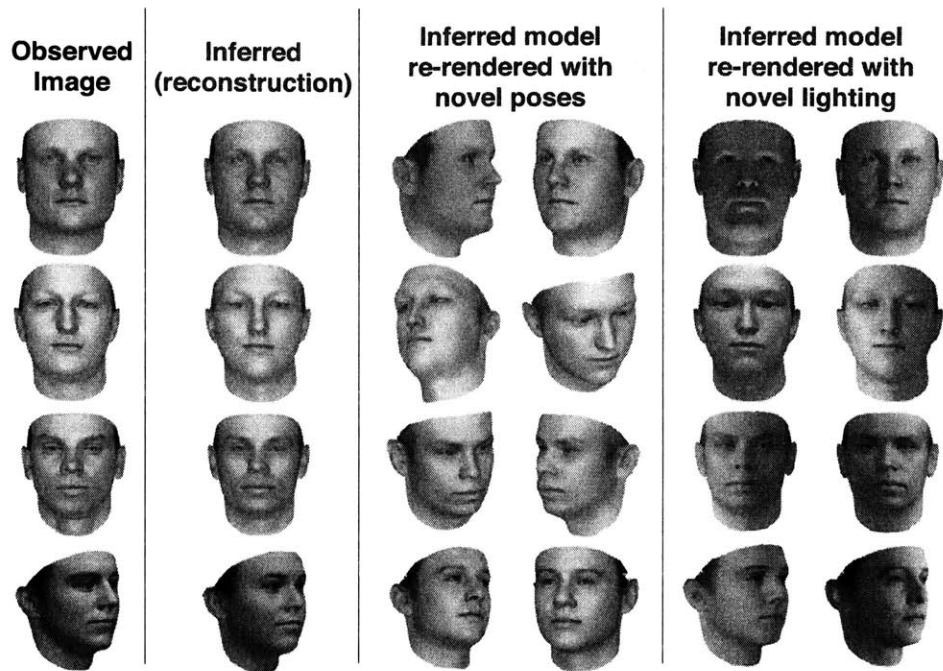 Observed
Image
Inferred
(reconstruction)
Inferred model
re-rendered with
novel poses
Inferred model
re-rendered with
novel lighting